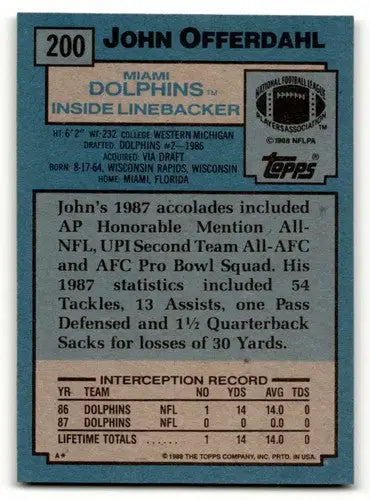 200 JOHN OFFERDAHL
MIAMI
DOLPHINS™
INSIDE LINEBACKER
NATIONAL FOOTBALL LEAGUE
PLAYERS ASSOCIATION
©1988 NFLPA
TOPPS®
HT: 6'2" WT: 232 COLLEGE: WESTERN MICHIGAN
DRAFTED: DOLPHINS #2—1986
ACQUIRED: VIA DRAFT
BORN: 8-17-64, WISCONSIN RAPIDS, WISCONSIN
HOME: MIAMI, FLORIDA
John's 1987 accolades included
AP Honorable Mention All-
NFL, UPI Second Team All-AFC
and AFC Pro Bowl Squad. His
1987 statistics included 54
Tackles, 13 Assists, one Pass
Defensed and 1½ Quarterback
Sacks for losses of 30 Yards.
INTERCEPTION RECORD
YR TEAM NO YDS AVG TDS
86 DOLPHINS NFL 1 14 14.0 0
87 DOLPHINS NFL 0 0 0.0 0
LIFETIME TOTALS . . . . . . 1 14 14.0 0
A* © 1988 THE TOPPS COMPANY, INC. PRTD. IN USA.